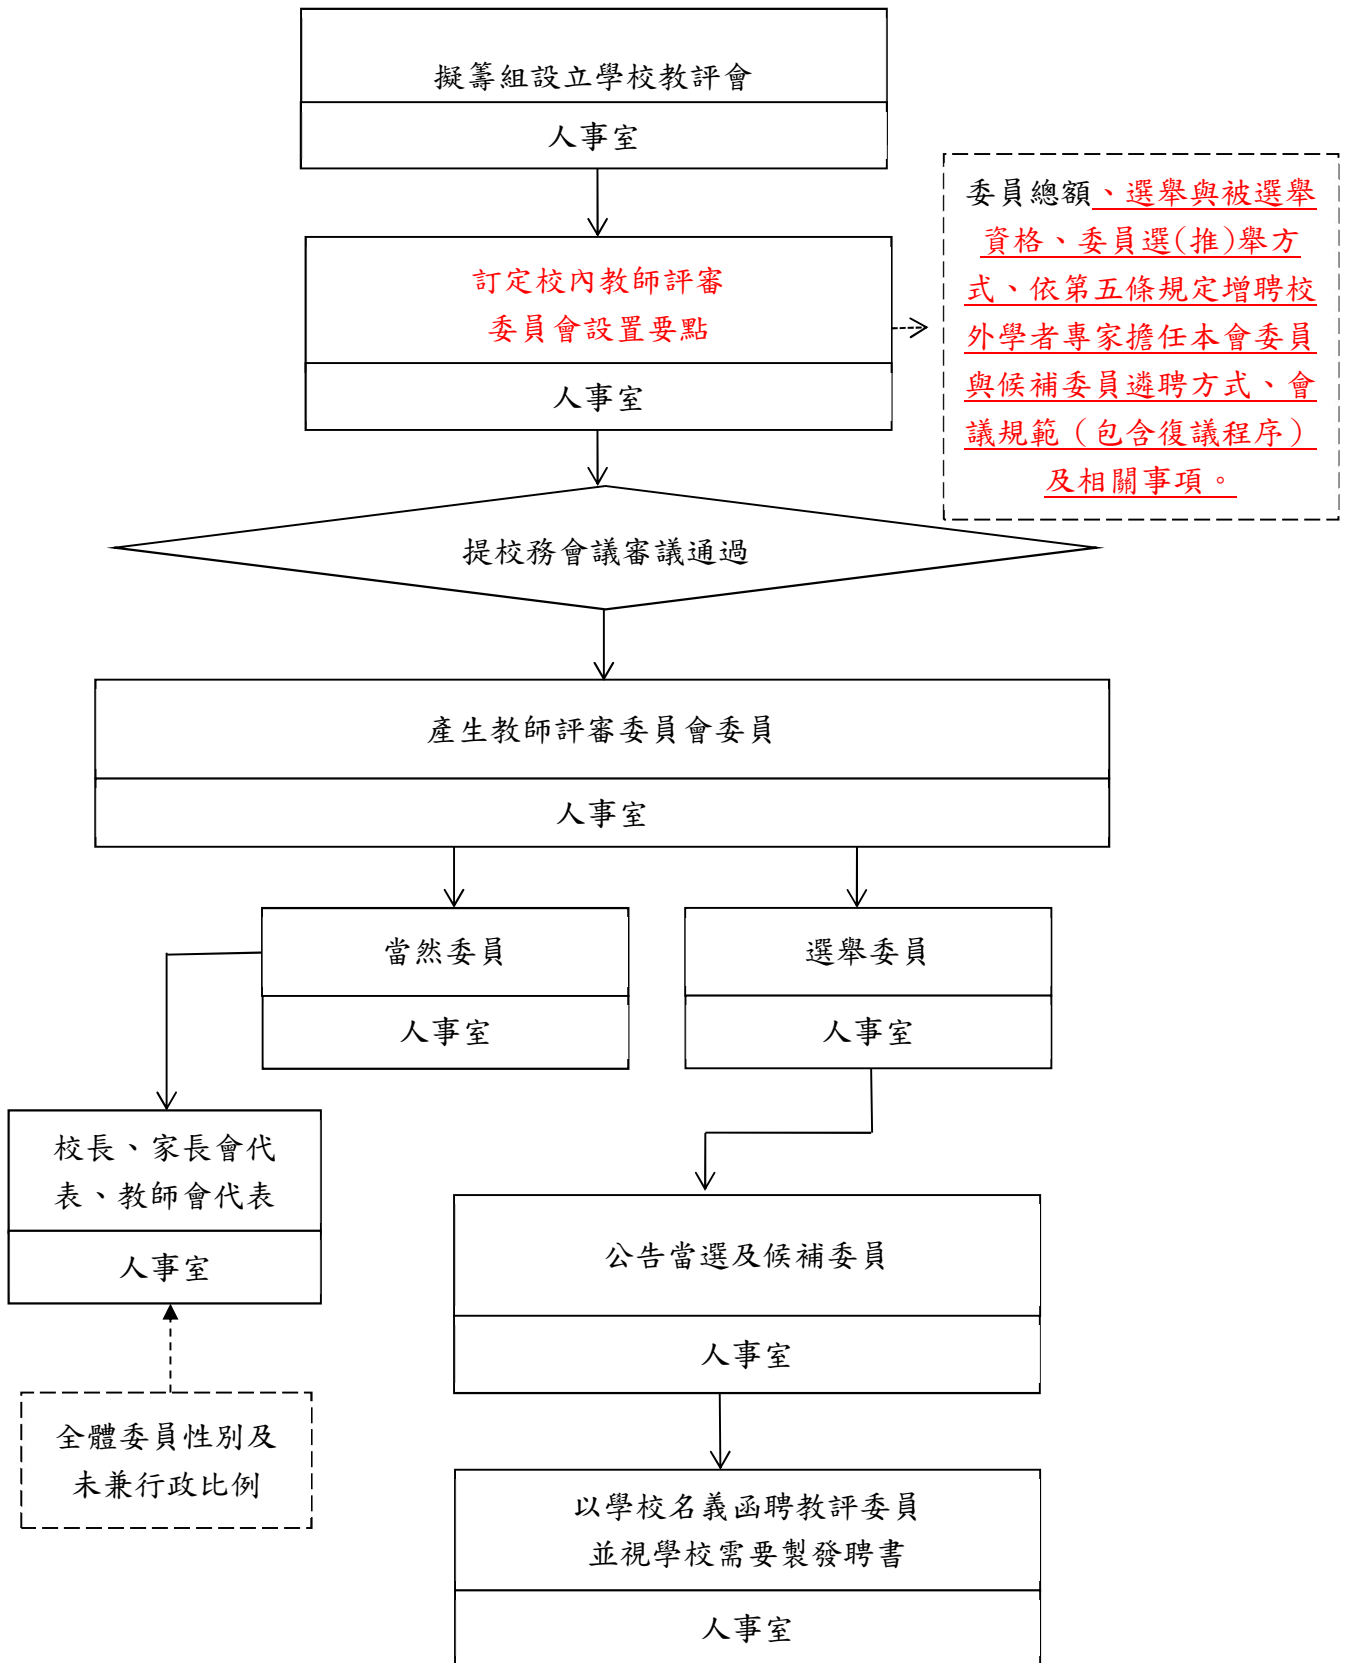 擬籌組設立學校教評會
人事室
訂定校內教師評審
委員會設置要點
人事室
委員總額、選舉與被選舉
資格、委員選(推)舉方
式、依第五條規定增聘校
外學者專家擔任本會委員
與候補委員遴聘方式、會
議規範（包含復議程序）
及相關事項。
提校務會議審議通過
產生教師評審委員會委員
人事室
當然委員
人事室
選舉委員
人事室
校長、家長會代
表、教師會代表
人事室
全體委員性別及
未兼行政比例
公告當選及候補委員
人事室
以學校名義函聘教評委員
並視學校需要製發聘書
人事室